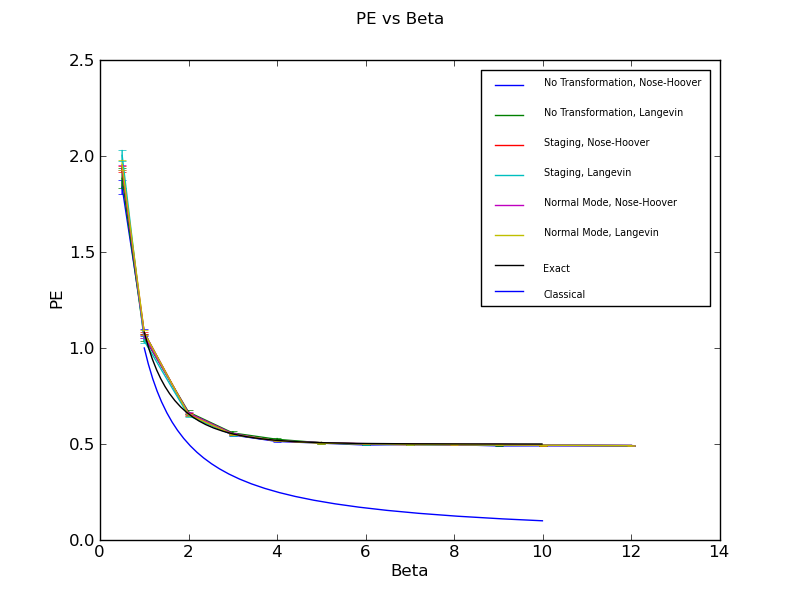 PE vs Beta
2.5
2.0
1.5
1.0
0.5
0.0
PE
0
2
4
6
8
10
12
14
Beta
No Transformation, Nose-Hoover
No Transformation, Langevin
Staging, Nose-Hoover
Staging, Langevin
Normal Mode, Nose-Hoover
Normal Mode, Langevin
Exact
Classical